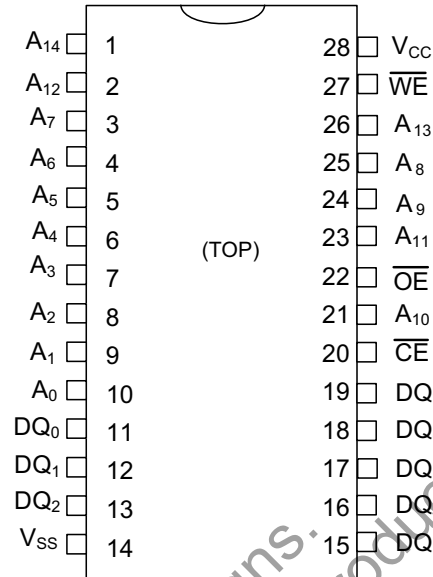 A14 1 28 VCC
A12 2 27 WE
A7 3 26 A13
A6 4 25 A8
A5 5 24 A9
A4 6 23 A11
(TOP)
A3 7 22 OE
A2 8 21 A10
A1 9 20 CE
A0 10 19 DQ
DQ0 11 18 DQ
DQ1 12 17 DQ
DQ2 13 16 DQ
VSS 14 15 DQ